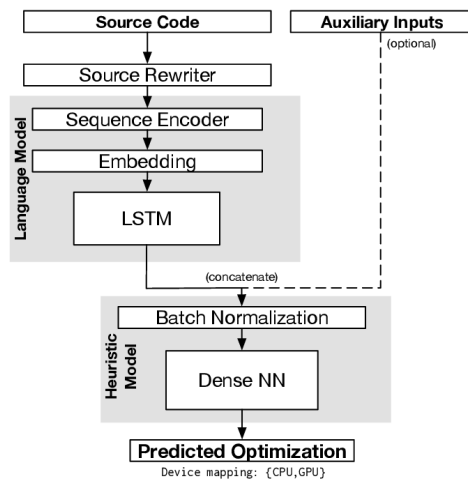 Source Code
Auxiliary Inputs
(optional)
Source Rewriter
Language Model
Sequence Encoder
Embedding
LSTM
(concatenate)
Heuristic
Model
Batch Normalization
Dense NN
Predicted Optimization
Device mapping: {CPU,GPU}